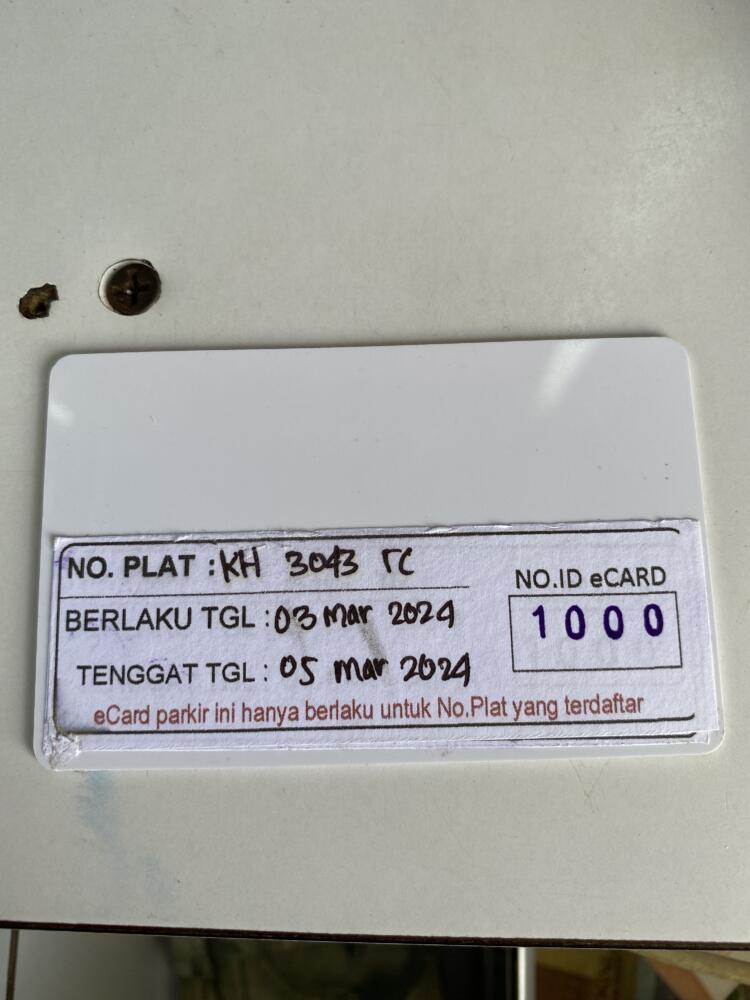 NO. PLAT : KH 3043 TC
NO.ID eCARD
BERLAKU TGL : 03 Mar 2024
1000
TENGGAT TGL : 05 Mar 2024
eCard parkir ini hanya berlaku untuk No.Plat yang terdaftar